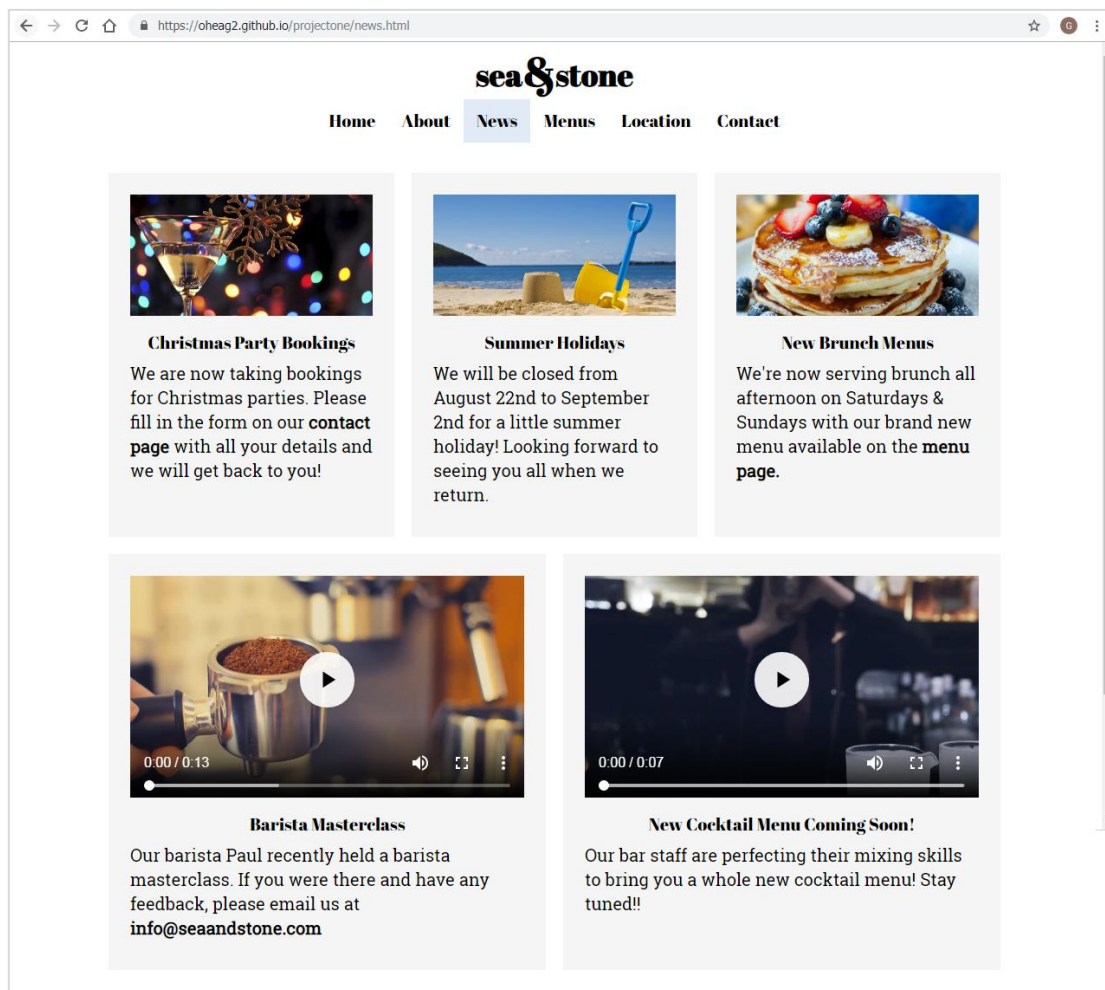 https://oheag2.github.io/projectone/news.html
G
sea&stone
Home About News Menus Location Contact
Christmas Party Bookings
We are now taking bookings
for Christmas parties. Please
fill in the form on our contact
page with all your details and
we will get back to you!
Summer Holidays
We will be closed from
August 22nd to September
2nd for a little summer
holiday! Looking forward to
seeing you all when we
return.
New Brunch Menus
We're now serving brunch all
afternoon on Saturdays &
Sundays with our brand new
menu available on the menu
page.
0:00 / 0:13
Barista Masterclass
Our barista Paul recently held a barista
masterclass. If you were there and have any
feedback, please email us at
info@seaandstone.com
0:00 / 0:07
New Cocktail Menu Coming Soon!
Our bar staff are perfecting their mixing skills
to bring you a whole new cocktail menu! Stay
tuned!!